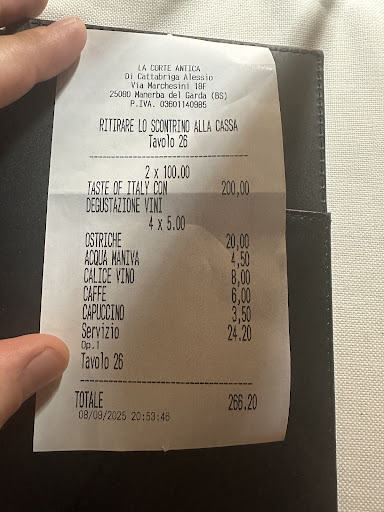 LA CORTE ANTICA
Di Cattabriga Alessio
Via Marchesini 18F
25080 Manerba del Garda (BS)
P.IVA. 03601140985
RITIRARE LO SCONTRINO ALLA CASSA
Tavolo 26
2 x 100.00
TASTE OF ITALY CON 200,00
DEGUSTAZIONE VINI
4 x 5.00
OSTRICHE 20,00
ACQUA MANIVA 4,50
CALICE VINO 8,00
CAFFE 6,00
CAPUCCINO 3,50
Servizio 24.20
Op.1
Tavolo 26
TOTALE 266.20
08/09/2025 20:53:46